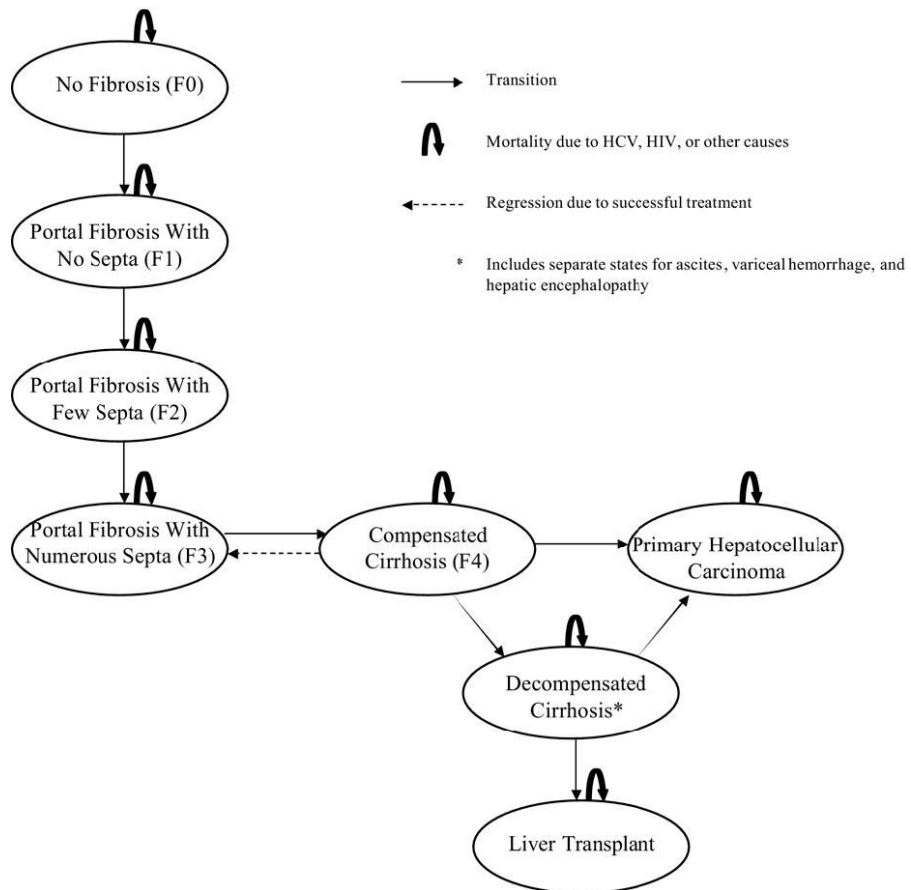 No Fibrosis (F0)
Transition
Mortality due to HCV, HIV, or other causes
Portal Fibrosis With
No Septa (F1)
Regression due to successful treatment
* Includes separate states for ascites, variceal hemorrhage, and
hepatic encephalopathy
Portal Fibrosis With
Few Septa (F2)
Portal Fibrosis With
Numerous Septa (F3)
Compensated
Cirrhosis (F4)
Primary Hepatocellular
Carcinoma
Decompensated
Cirrhosis*
Liver Transplant